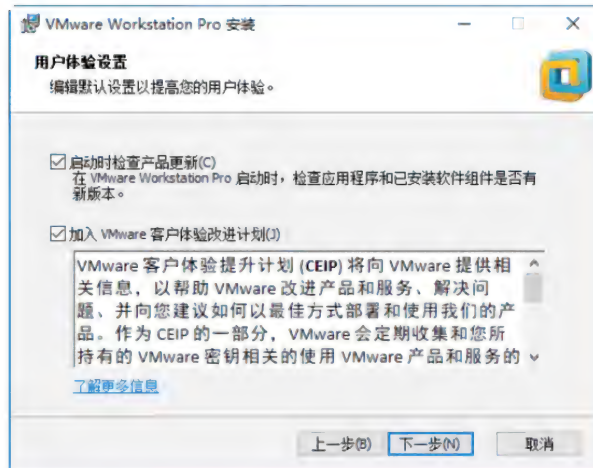 VMware Workstation Pro 安装
用户体验设置
编辑默认设置以提高您的用户体验。
启动时检查产品更新(C)
在 VMware Workstation Pro 启动时，检查应用程序和已安装软件组件是否有
新版本。
加入 VMware 客户体验改进计划(J)
VMware 客户体验提升计划 (CEIP) 将向 VMware 提供相
关信息，以帮助 VMware 改进产品和服务、解决问
题、并向您建议如何以最佳方式部署和使用我们的产
品。作为 CEIP 的一部分，VMware 会定期收集和您所
持有的 VMware 密钥相关的使用 VMware 产品和服务的
了解更多信息
上一步(B) 下一步(N) 取消